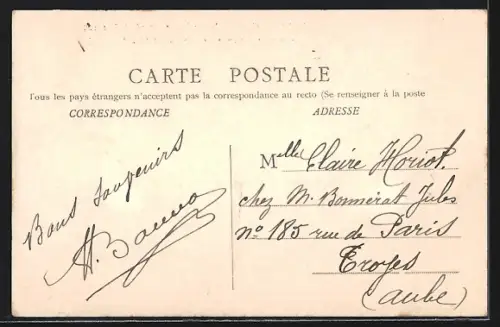 CARTE POSTALE
Tous les pays étrangers n'acceptent pas la correspondance au recto (Se renseigner à la poste
CORRESPONDANCE
ADRESSE
Bons Souvenirs
Melle Claire Horiot.
chez M. Bonnerat Jules
n° 185 rue de Paris
Troyes
(Aube)